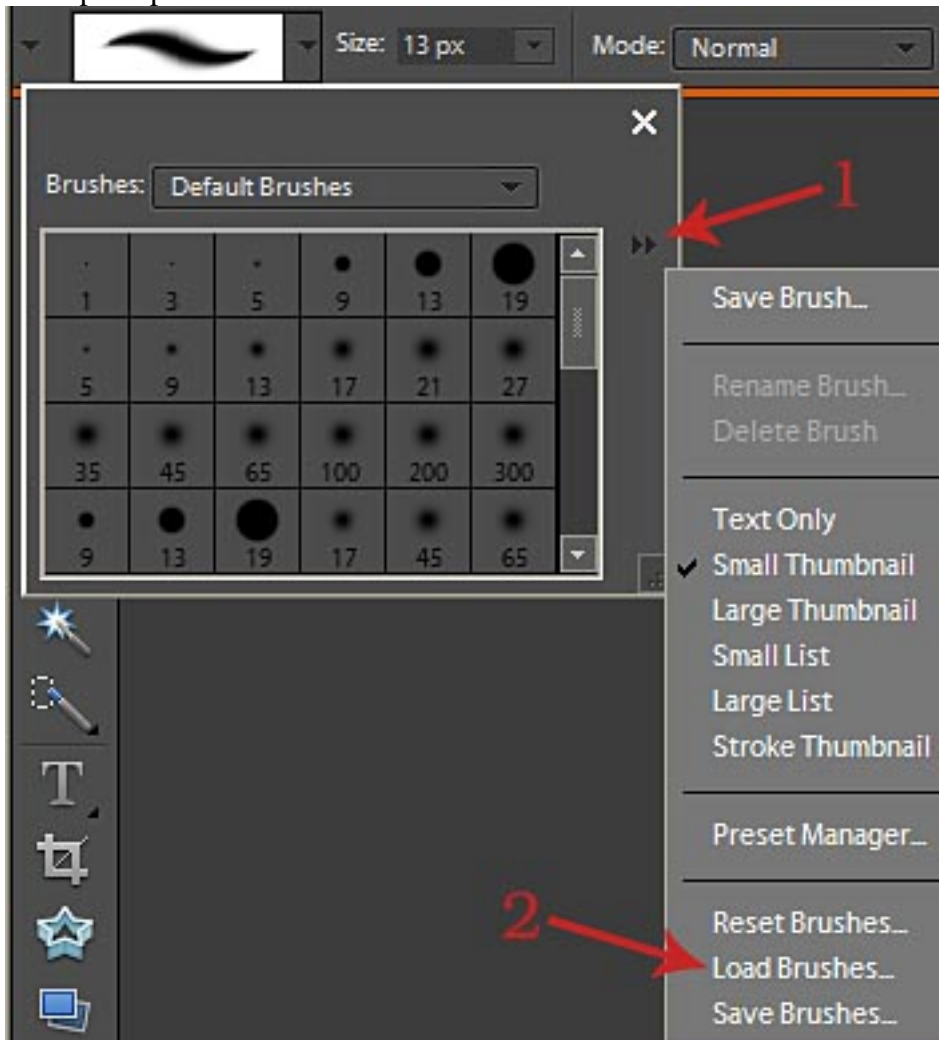 Size: 13 px Mode: Normal
Brushes: Default Brushes
1
1 3 5 9 13 19
5 9 13 17 21 27
35 45 65 100 200 300
9 13 19 17 45 65
Save Brush...
Rename Brush...
Delete Brush
Text Only
Small Thumbnail
Large Thumbnail
Small List
Large List
Stroke Thumbnail
Preset Manager...
2
Reset Brushes...
Load Brushes...
Save Brushes...
T